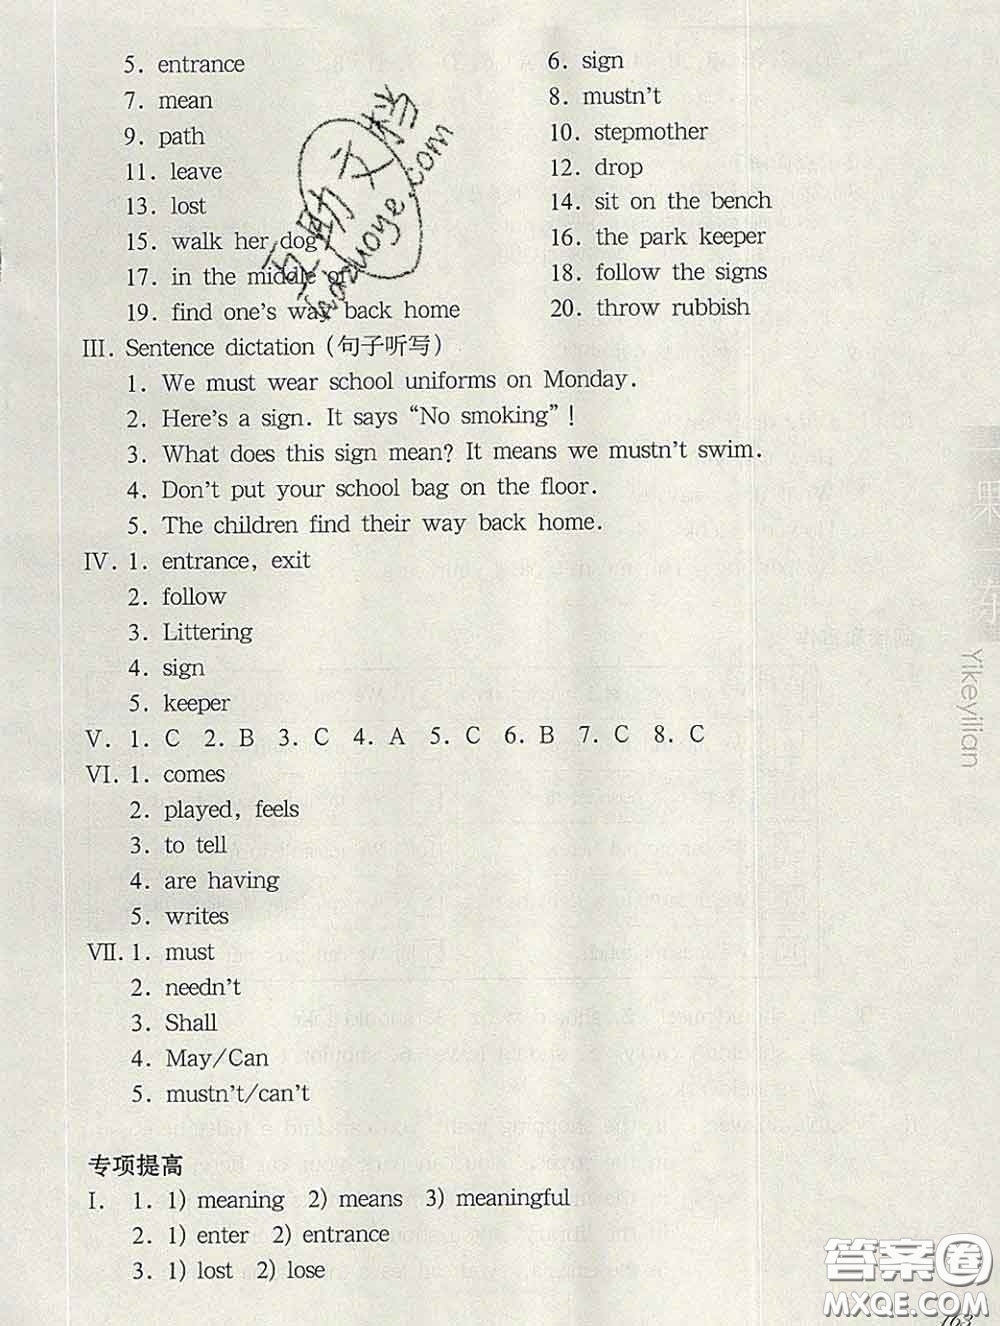 5. entrance
6. sign
7. mean
8. mustn't
9. path
10. stepmother
11. leave
12. drop
13. lost
14. sit on the bench
15. walk her dog
16. the park keeper
17. in the middle of
18. follow the signs
19. find one's way back home
20. throw rubbish
III. Sentence dictation (句子听写)
1. We must wear school uniforms on Monday.
2. Here's a sign. It says “No smoking”!
3. What does this sign mean? It means we mustn't swim.
4. Don't put your school bag on the floor.
5. The children find their way back home.
IV. 1. entrance, exit
2. follow
3. Littering
4. sign
5. keeper
V. 1. C 2. B 3. C 4. A 5. C 6. B 7. C 8. C
VI. 1. comes
2. played, feels
3. to tell
4. are having
5. writes
VII. 1. must
2. needn't
3. Shall
4. May/Can
5. mustn't/can't
专项提高
I. 1. 1) meaning 2) means 3) meaningful
2. 1) enter 2) entrance
3. 1) lost 2) lose
Yikeyilian
163
答案圈
MXQE.COM